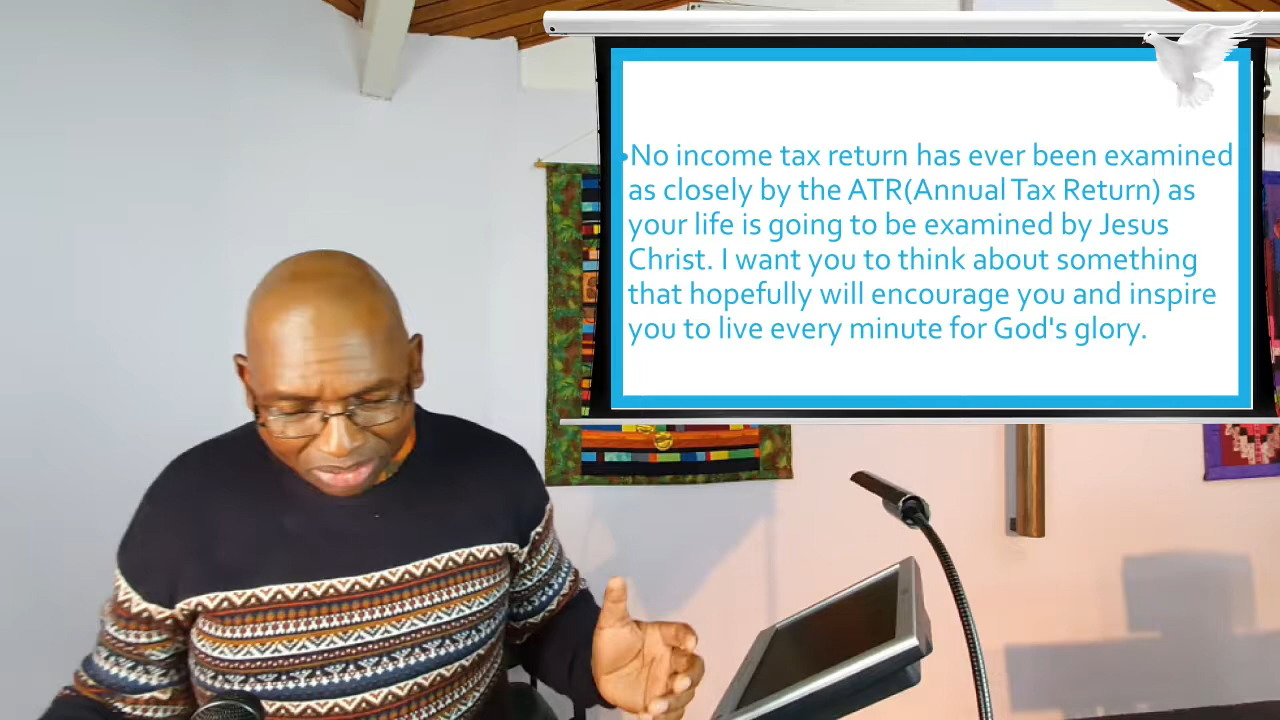 •No income tax return has ever been examined
as closely by the ATR(Annual Tax Return) as
your life is going to be examined by Jesus
Christ. I want you to think about something
that hopefully will encourage you and inspire
you to live every minute for God's glory.